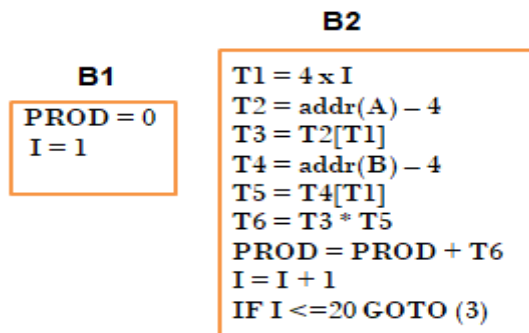 B1
PROD = 0
I = 1
B2
T1 = 4 x I
T2 = addr(A) – 4
T3 = T2[T1]
T4 = addr(B) – 4
T5 = T4[T1]
T6 = T3 * T5
PROD = PROD + T6
I = I + 1
IF I <=20 GOTO (3)